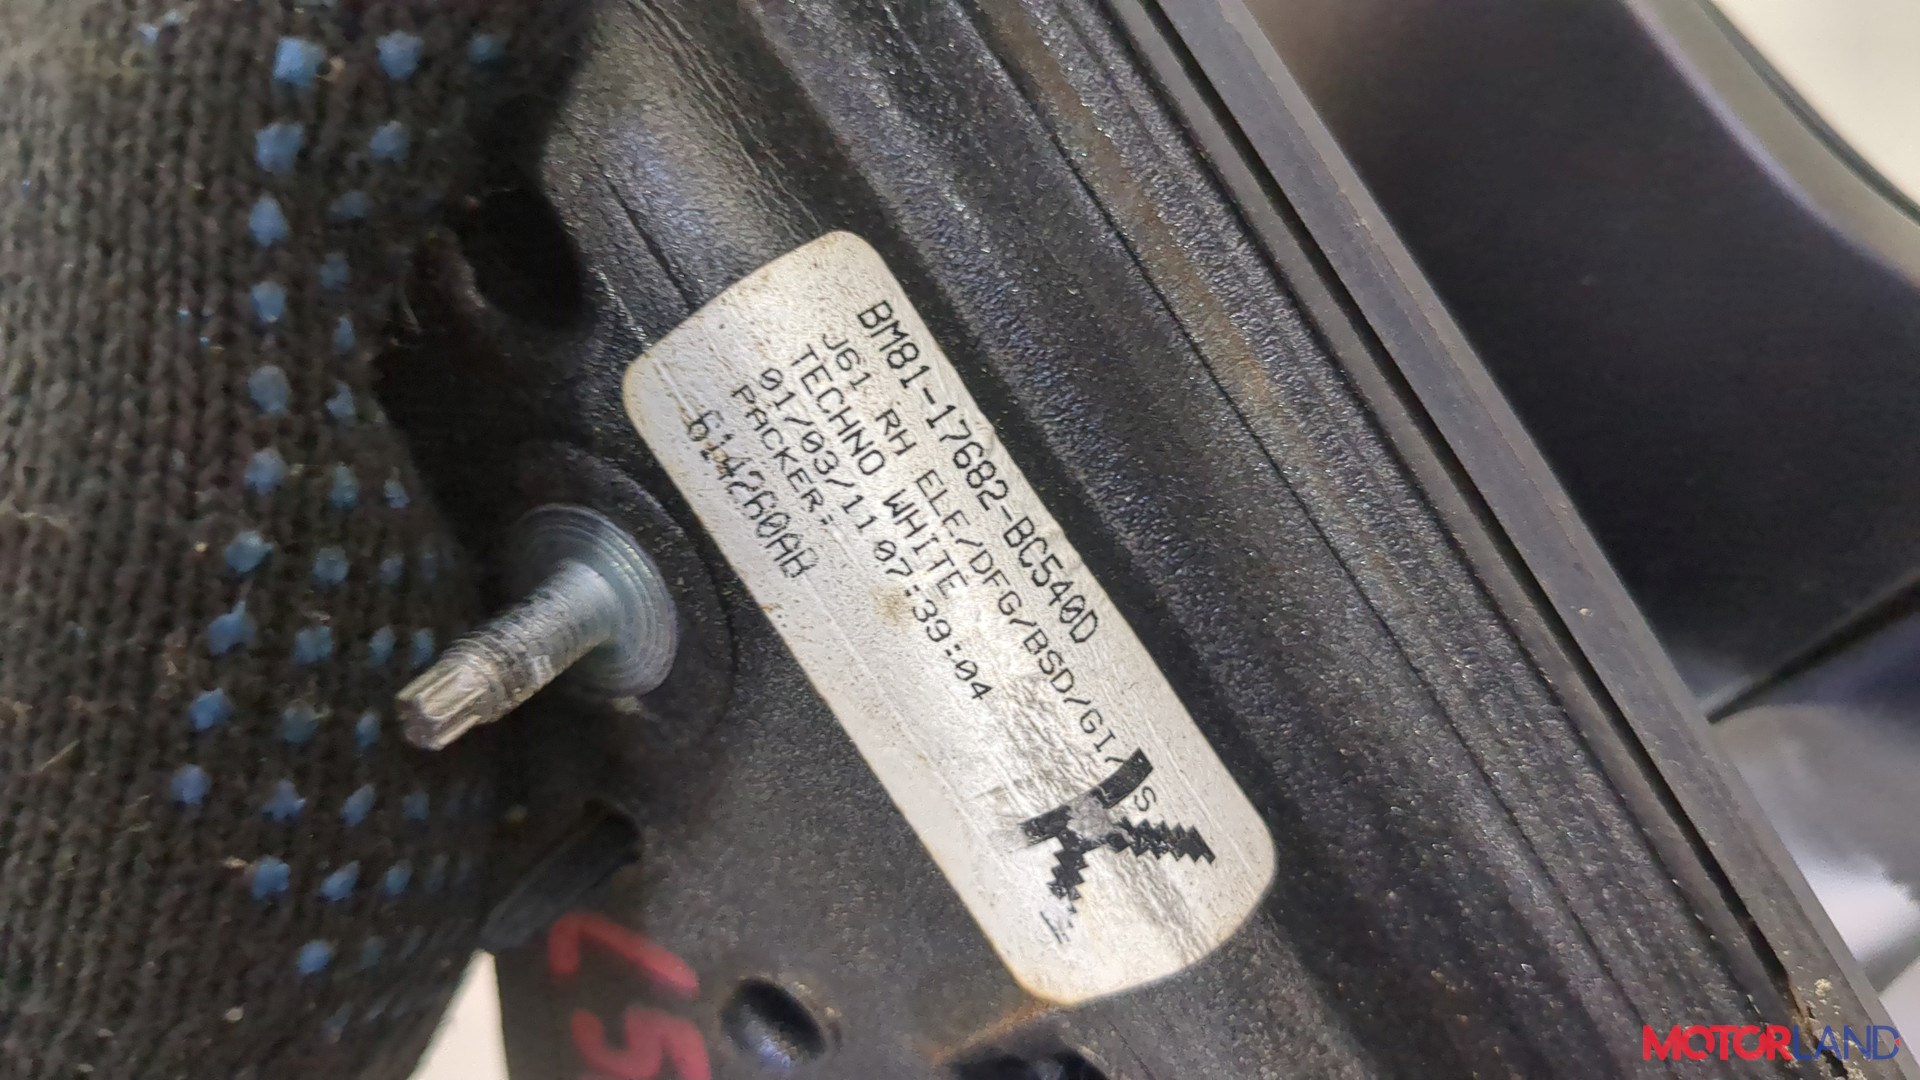 BM81-17682-BC540D
J61 RH ELE/DFG/BSD/GI/
S
TECHNO WHITE
01/03/11 07:39:04
PACKER:
L5
MOTORLAND